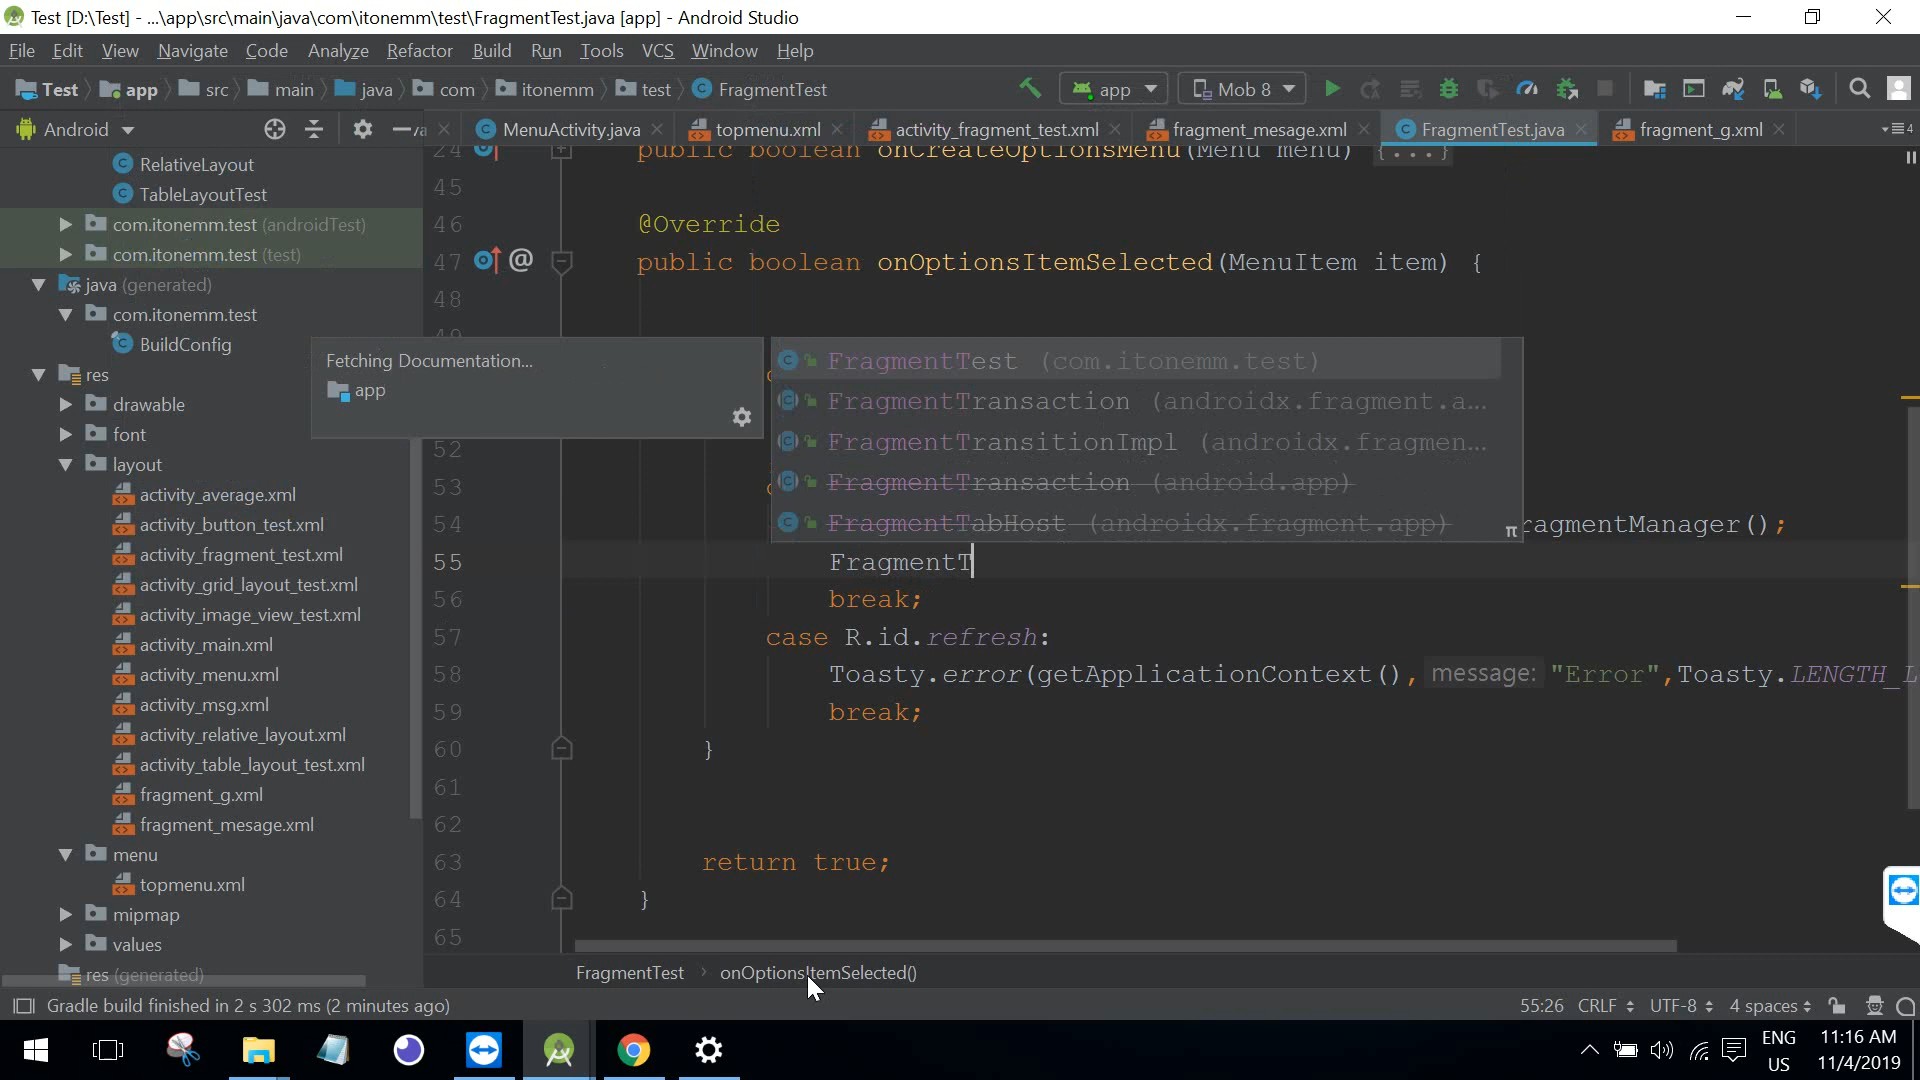 Test [D:\Test] - ...\app\src\main\java\com\itonemm\test\FragmentTest.java [app] - Android Studio
File Edit View Navigate Code Analyze Refactor Build Run Tools VCS Window Help
Test app src main java com itonemm test FragmentTest
app Mob 8
Android
MenuActivity.java topmenu.xml activity_fragment_test.xml fragment_mesage.xml FragmentTest.java fragment_g.xml
RelativeLayout
TableLayoutTest
com.itonemm.test (androidTest)
com.itonemm.test (test)
java (generated)
com.itonemm.test
BuildConfig
res
drawable
font
layout
activity_average.xml
activity_button_test.xml
activity_fragment_test.xml
activity_grid_layout_test.xml
activity_image_view_test.xml
activity_main.xml
activity_menu.xml
activity_msg.xml
activity_relative_layout.xml
activity_table_layout_test.xml
fragment_g.xml
fragment_mesage.xml
menu
topmenu.xml
mipmap
values
res (generated)
24 public boolean onCreateOptionsMenu(Menu menu) {...}
45
46 @Override
47 public boolean onOptionsItemSelected(MenuItem item) {
48
49
Fetching Documentation...
app
FragmentTest (com.itonemm.test)
FragmentTransaction (androidx.fragment.a...
FragmentTransitionImpl (androidx.fragmen...
FragmentTransaction (android.app)
FragmentTabHost (androidx.fragment.app)
π
52
53
54 ragmentManager();
55 FragmentT
56 break;
57 case R.id.refresh:
58 Toasty.error(getApplicationContext(), message: "Error",Toasty.LENGTH_L
59 break;
60 }
61
62
63 return true;
64 }
65
FragmentTest onOptionsItemSelected()
Gradle build finished in 2 s 302 ms (2 minutes ago)
55:26 CRLF UTF-8 4 spaces
ENG
US
11:16 AM
11/4/2019